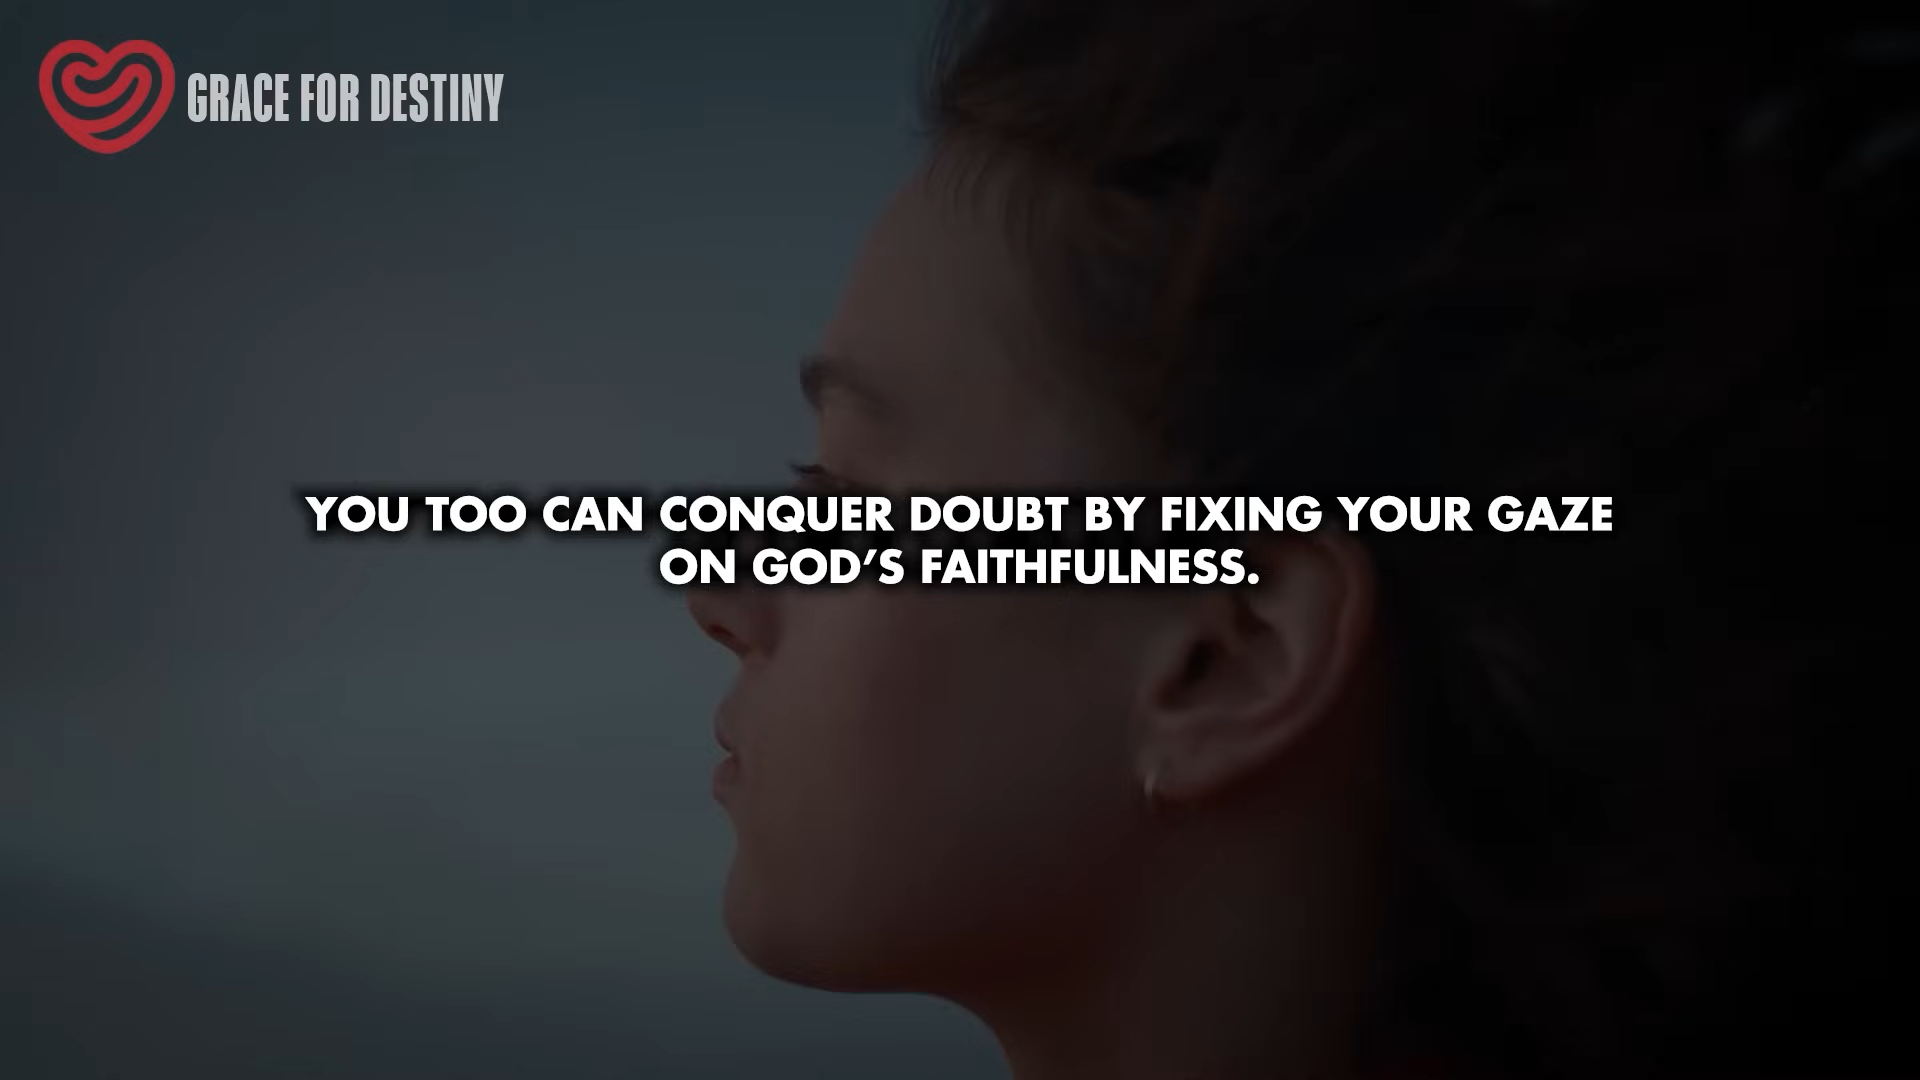 GRACE FOR DESTINY
YOU TOO CAN CONQUER DOUBT BY FIXING YOUR GAZE
ON GOD'S FAITHFULNESS.